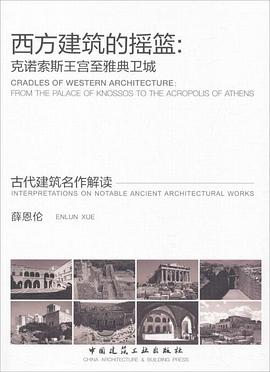 西方建筑的摇篮:
克诺索斯王宫至雅典卫城
CRADLES OF WESTERN ARCHITECTURE:
FROM THE PALACE OF KNOSSOS TO THE ACROPOLIS OF ATHENS
古代建筑名作解读
INTERPRETATIONS ON NOTABLE ANCIENT ARCHITECTURAL WORKS
薛恩伦
ENLUN XUE
中国建筑工业出版社
CHINA ARCHITECTURE & BUILDING PRESS